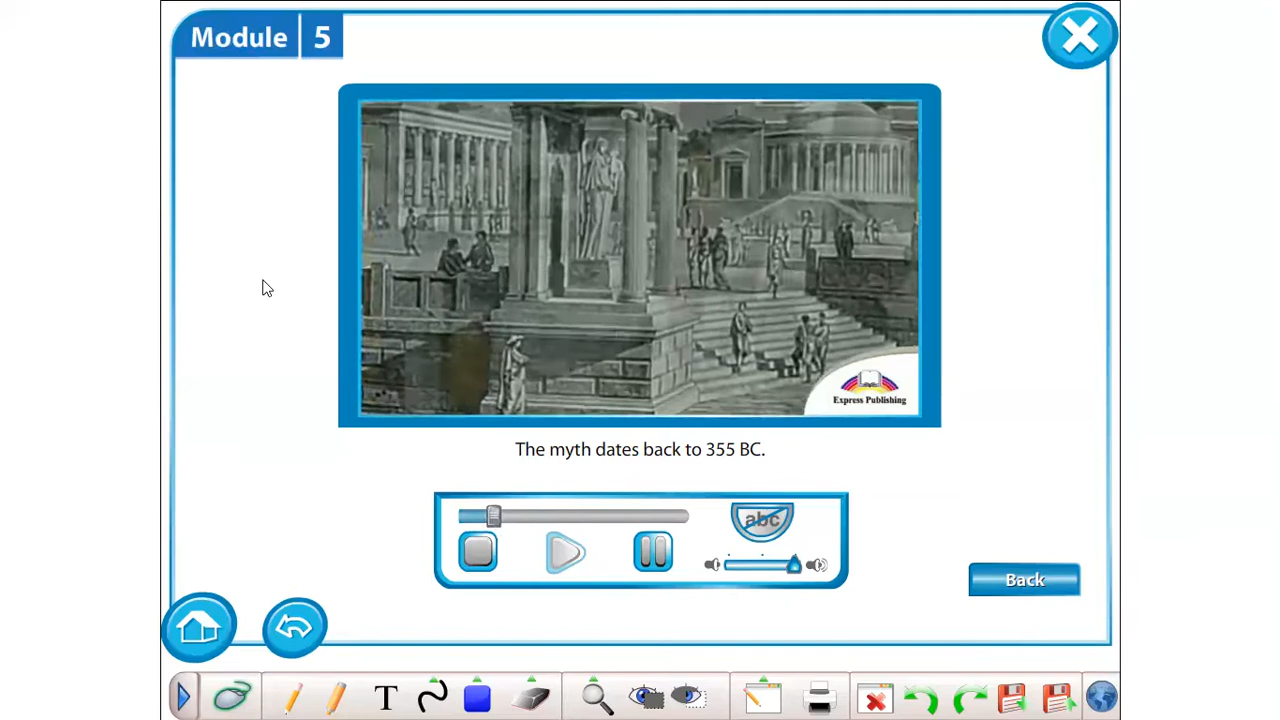 Module 5
Express Publishing
The myth dates back to 355 BC.
abc
Back
T